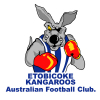 ETOBICOKE
KANGAROOS
Australian Football Club.